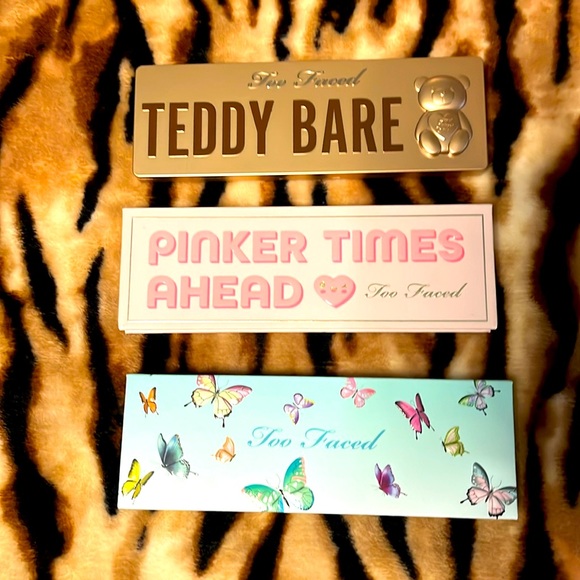 Too Faced
TEDDY BARE
PINKER TIMES
AHEAD Too Faced
Too Faced